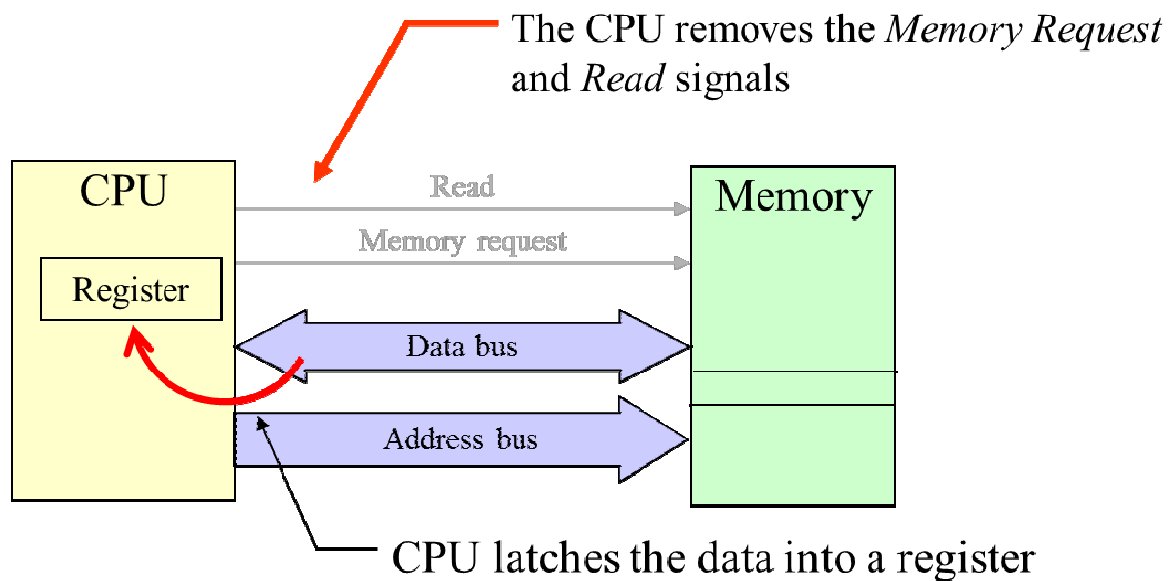 The CPU removes the Memory Request
and Read signals
CPU
Read
Memory
Memory request
Register
Data bus
Address bus
CPU latches the data into a register